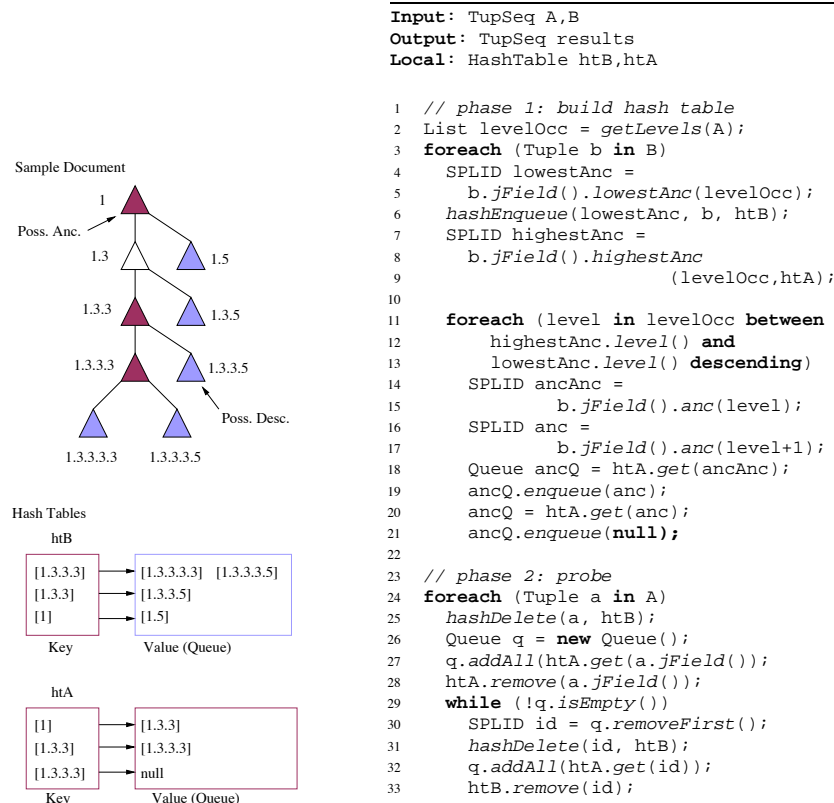 Sample Document
1
Poss. Anc.
1.3
1.5
1.3.3
1.3.5
1.3.3.3
1.3.3.5
Poss. Desc.
1.3.3.3.3
1.3.3.3.5
Hash Tables
htB
[1.3.3.3] [1.3.3.3.3] [1.3.3.3.5]
[1.3.3] [1.3.3.5]
[1] [1.5]
Key Value (Queue)
htA
[1] [1.3.3]
[1.3.3] [1.3.3.3]
[1.3.3.3] null
Key Value (Queue)
Input: TupSeq A,B
Output: TupSeq results
Local: HashTable htB,htA
1 // phase 1: build hash table
2 List levelOcc = getLevels(A);
3 foreach (Tuple b in B)
4 SPLID lowestAnc =
5 b.jField().lowestAnc(levelOcc);
6 hashEnqueue(lowestAnc, b, htB);
7 SPLID highestAnc =
8 b.jField().highestAnc
9 (levelOcc,htA);
10
11 foreach (level in levelOcc between
12 highestAnc.level() and
13 lowestAnc.level() descending)
14 SPLID ancAnc =
15 b.jField().anc(level);
16 SPLID anc =
17 b.jField().anc(level+1);
18 Queue ancQ = htA.get(ancAnc);
19 ancQ.enqueue(anc);
20 ancQ = htA.get(anc);
21 ancQ.enqueue(null);
22
23 // phase 2: probe
24 foreach (Tuple a in A)
25 hashDelete(a, htB);
26 Queue q = new Queue();
27 q.addAll(htA.get(a.jField());
28 htA.remove(a.jField());
29 while (!q.isEmpty())
30 SPLID id = q.removeFirst();
31 hashDelete(id, htB);
32 q.addAll(htA.get(id));
33 htB.remove(id);